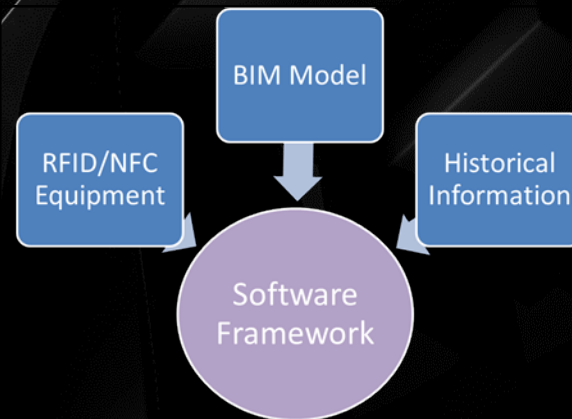 BIM Model
RFID/NFC
Equipment
Historical
Information
Software
Framework